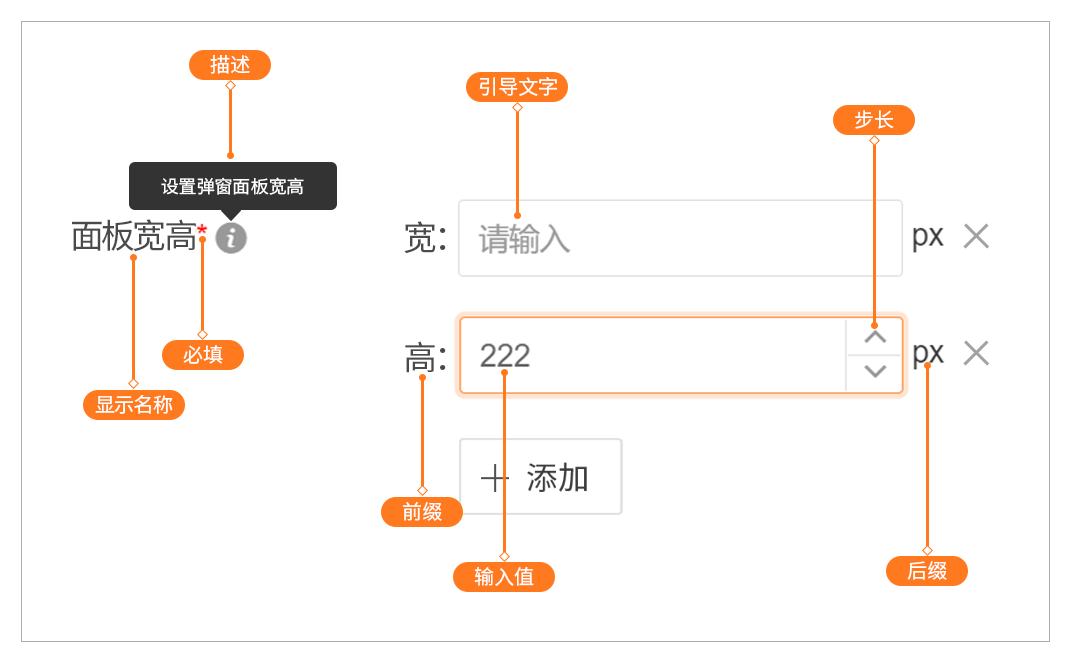 描述
引导文字
步长
设置弹窗面板宽高
面板宽高*
宽：
请输入
px
必填
显示名称
高：
222
px
添加
前缀
输入值
后缀